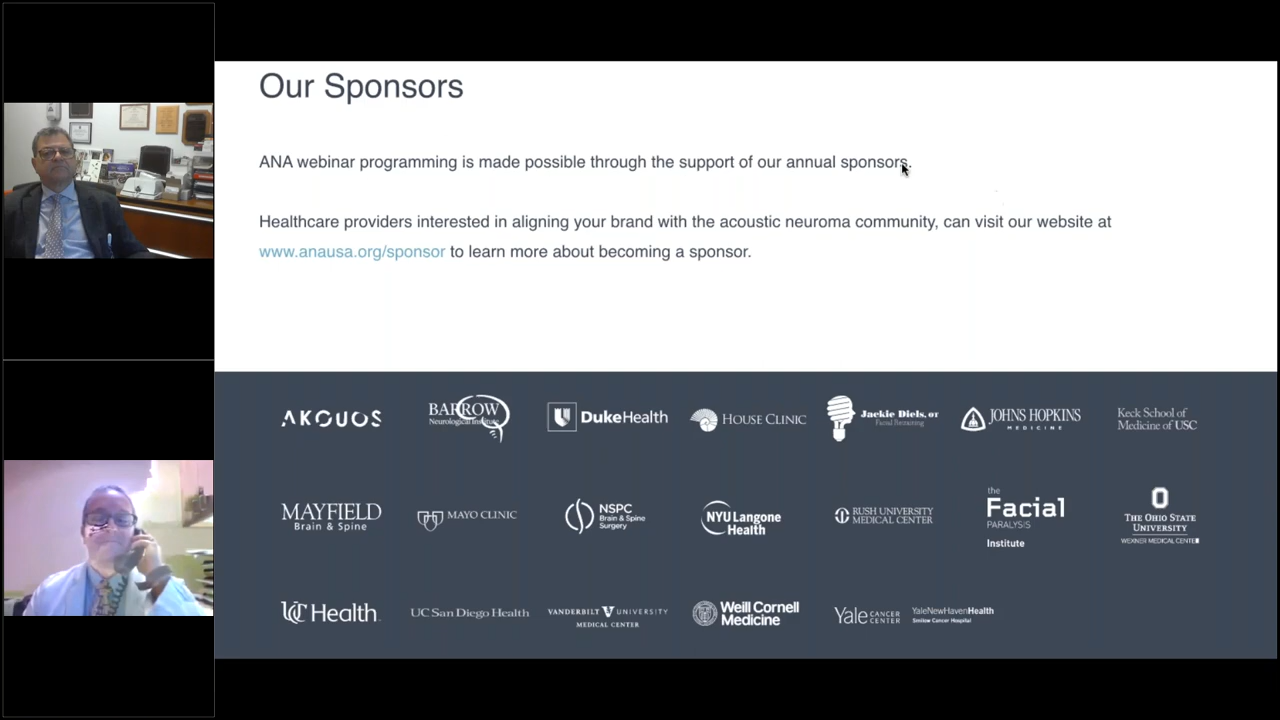 Our Sponsors
ANA webinar programming is made possible through the support of our annual sponsors.
Healthcare providers interested in aligning your brand with the acoustic neuroma community, can visit our website at
www.anausa.org/sponsor to learn more about becoming a sponsor.
AKOUOS
BARROW
Neurological Institute
DukeHealth
HOUSE CLINIC
Jackie Diels, OT
Facial Retraining
JOHNS HOPKINS
MEDICINE
Keck School of
Medicine of USC
MAYFIELD
Brain & Spine
MAYO CLINIC
NSPC
Brain & Spine
Surgery
NYU Langone
Health
RUSH UNIVERSITY
MEDICAL CENTER
the
Facial
PARALYSIS
Institute
THE OHIO STATE
UNIVERSITY
WEXNER MEDICAL CENTER
UC Health
UC San Diego Health
VANDERBILT V UNIVERSITY
MEDICAL CENTER
Weill Cornell
Medicine
Yale CANCER
CENTER
YaleNewHavenHealth
Smilow Cancer Hospital